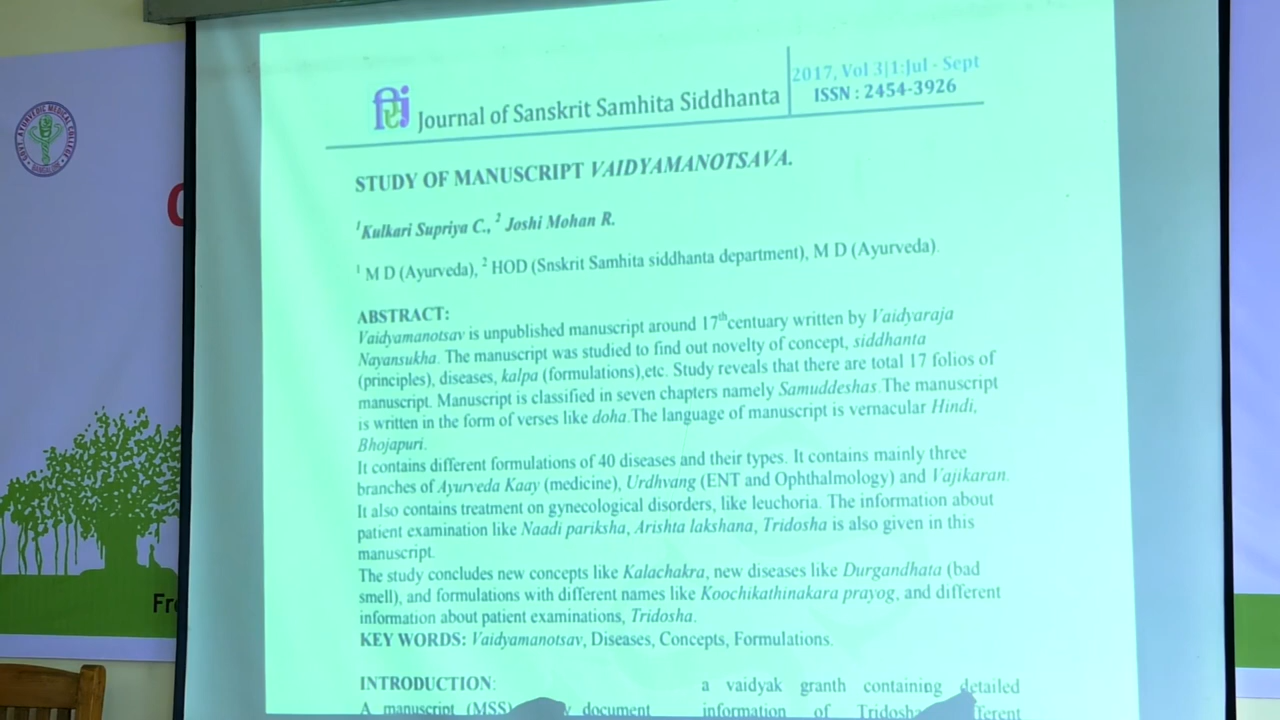 GOVT. AYURVEDIC MEDICAL COLLEGE
2017, Vol 3|1:Jul - Sept
Journal of Sanskrit Samhita Siddhanta
ISSN : 2454-3926
STUDY OF MANUSCRIPT VAIDYAMANOTSAVA.
1Kulkari Supriya C., 2 Joshi Mohan R.
1 M D (Ayurveda), 2 HOD (Snskrit Samhita siddhanta department), M D (Ayurveda).
ABSTRACT:
Vaidyamanotsav is unpublished manuscript around 17thcentuary written by Vaidyaraja
Nayansukha. The manuscript was studied to find out novelty of concept, siddhanta
(principles), diseases, kalpa (formulations),etc. Study reveals that there are total 17 folios of
manuscript. Manuscript is classified in seven chapters namely Samuddeshas.The manuscript
is written in the form of verses like doha.The language of manuscript is vernacular Hindi,
Bhojapuri.
It contains different formulations of 40 diseases and their types. It contains mainly three
branches of Ayurveda Kaay (medicine), Urdhvang (ENT and Ophthalmology) and Vajikaran.
It also contains treatment on gynecological disorders, like leuchoria. The information about
patient examination like Naadi pariksha, Arishta lakshana, Tridosha is also given in this
manuscript.
The study concludes new concepts like Kalachakra, new diseases like Durgandhata (bad
smell), and formulations with different names like Koochikathinakara prayog, and different
information about patient examinations, Tridosha.
KEY WORDS: Vaidyamanotsav, Diseases, Concepts, Formulations.
INTRODUCTION:
A manuscript (MSS) document
a vaidyak granth containing detailed
information of
Fr